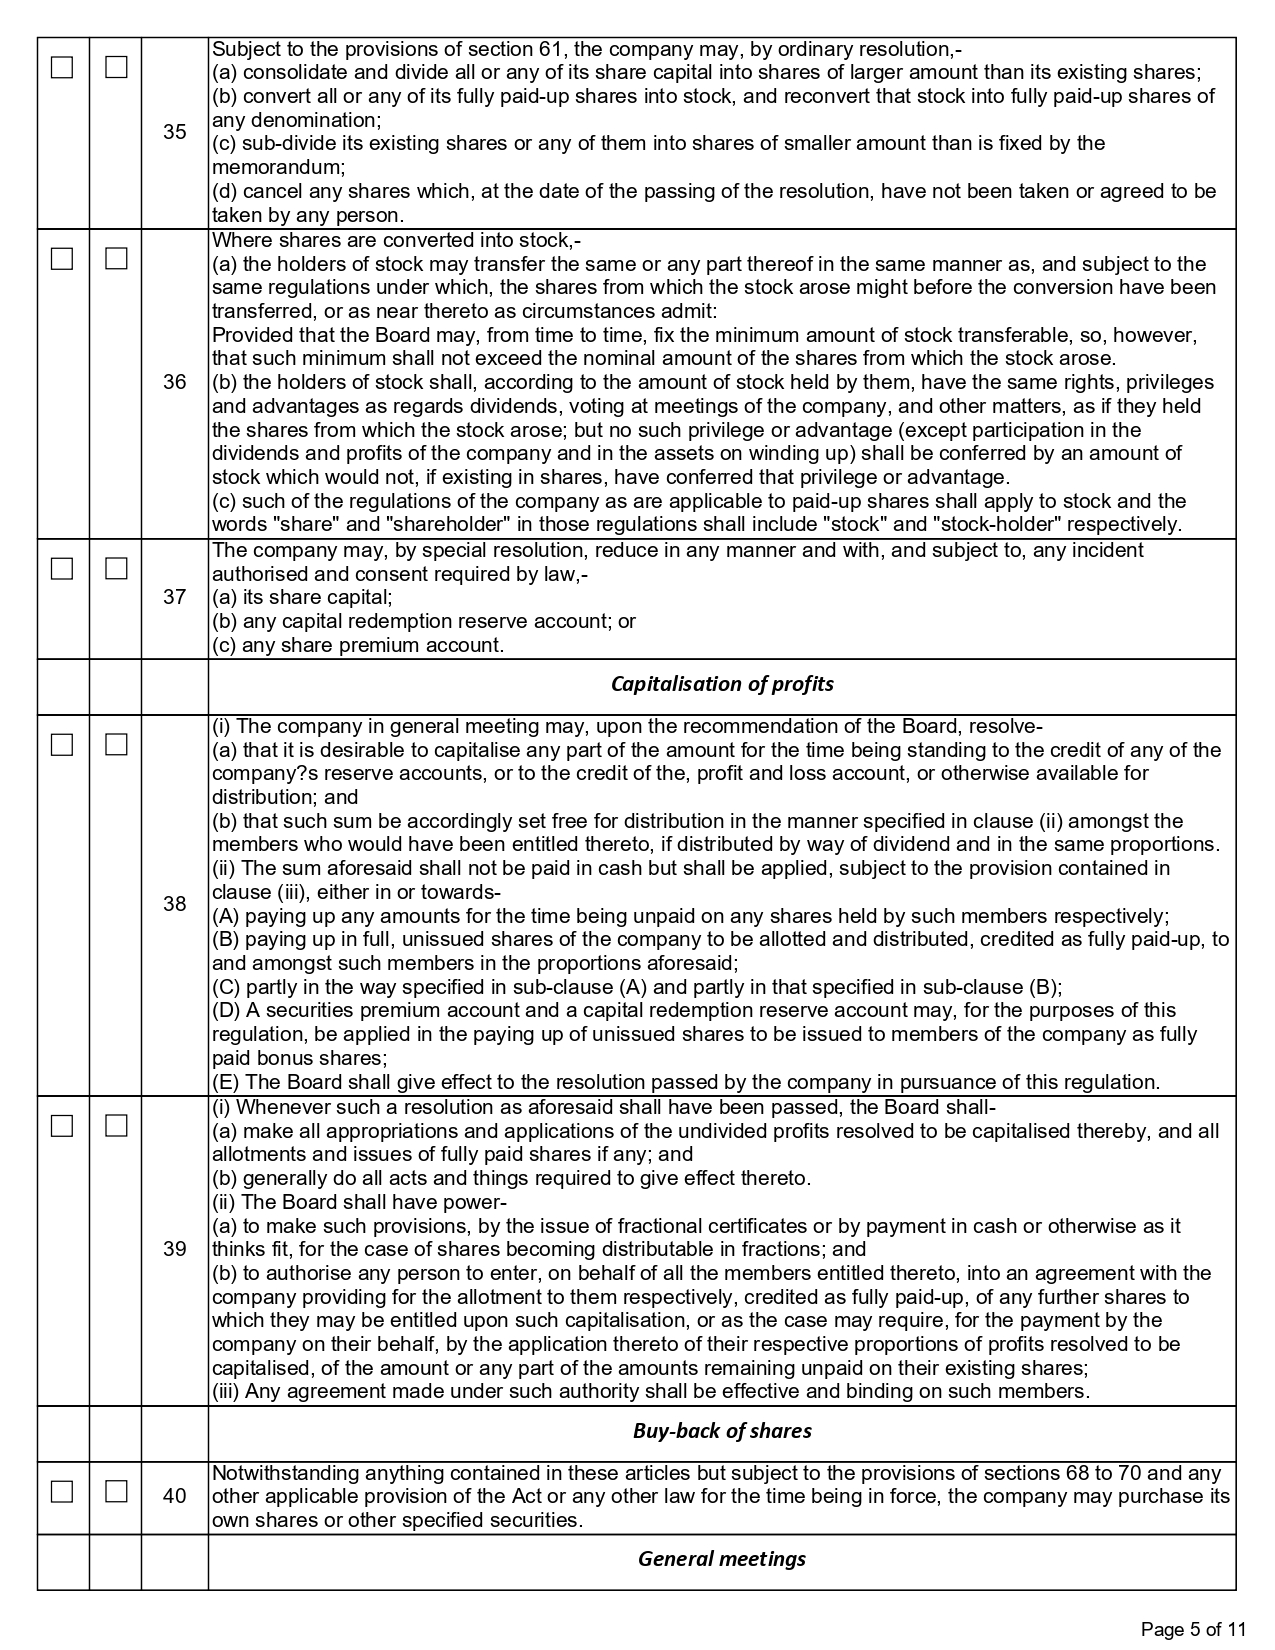 Subject to the provisions of section 61, the company may, by ordinary resolution,-
(a) consolidate and divide all or any of its share capital into shares of larger amount than its existing shares;
(b) convert all or any of its fully paid-up shares into stock, and reconvert that stock into fully paid-up shares of
any denomination;
35
(c) sub-divide its existing shares or any of them into shares of smaller amount than is fixed by the
memorandum;
(d) cancel any shares which, at the date of the passing of the resolution, have not been taken or agreed to be
taken by any person.
Where shares are converted into stock,-
(a) the holders of stock may transfer the same or any part thereof in the same manner as, and subject to the
same regulations under which, the shares from which the stock arose might before the conversion have been
transferred, or as near thereto as circumstances admit:
Provided that the Board may, from time to time, fix the minimum amount of stock transferable, so, however,
that such minimum shall not exceed the nominal amount of the shares from which the stock arose.
36
(b) the holders of stock shall, according to the amount of stock held by them, have the same rights, privileges
and advantages as regards dividends, voting at meetings of the company, and other matters, as if they held
the shares from which the stock arose; but no such privilege or advantage (except participation in the
dividends and profits of the company and in the assets on winding up) shall be conferred by an amount of
stock which would not, if existing in shares, have conferred that privilege or advantage.
(c) such of the regulations of the company as are applicable to paid-up shares shall apply to stock and the
words "share" and "shareholder" in those regulations shall include "stock" and "stock-holder" respectively.
The company may, by special resolution, reduce in any manner and with, and subject to, any incident
authorised and consent required by law,-
37
(a) its share capital;
(b) any capital redemption reserve account; or
(c) any share premium account.
Capitalisation of profits
(i) The company in general meeting may, upon the recommendation of the Board, resolve-
(a) that it is desirable to capitalise any part of the amount for the time being standing to the credit of any of the
company?s reserve accounts, or to the credit of the, profit and loss account, or otherwise available for
distribution; and
(b) that such sum be accordingly set free for distribution in the manner specified in clause (ii) amongst the
members who would have been entitled thereto, if distributed by way of dividend and in the same proportions.
(ii) The sum aforesaid shall not be paid in cash but shall be applied, subject to the provision contained in
clause (iii), either in or towards-
38
(A) paying up any amounts for the time being unpaid on any shares held by such members respectively;
(B) paying up in full, unissued shares of the company to be allotted and distributed, credited as fully paid-up, to
and amongst such members in the proportions aforesaid;
(C) partly in the way specified in sub-clause (A) and partly in that specified in sub-clause (B);
(D) A securities premium account and a capital redemption reserve account may, for the purposes of this
regulation, be applied in the paying up of unissued shares to be issued to members of the company as fully
paid bonus shares;
(E) The Board shall give effect to the resolution passed by the company in pursuance of this regulation.
(i) Whenever such a resolution as aforesaid shall have been passed, the Board shall-
(a) make all appropriations and applications of the undivided profits resolved to be capitalised thereby, and all
allotments and issues of fully paid shares if any; and
(b) generally do all acts and things required to give effect thereto.
(ii) The Board shall have power-
(a) to make such provisions, by the issue of fractional certificates or by payment in cash or otherwise as it
39
thinks fit, for the case of shares becoming distributable in fractions; and
(b) to authorise any person to enter, on behalf of all the members entitled thereto, into an agreement with the
company providing for the allotment to them respectively, credited as fully paid-up, of any further shares to
which they may be entitled upon such capitalisation, or as the case may require, for the payment by the
company on their behalf, by the application thereto of their respective proportions of profits resolved to be
capitalised, of the amount or any part of the amounts remaining unpaid on their existing shares;
(iii) Any agreement made under such authority shall be effective and binding on such members.
Buy-back of shares
Notwithstanding anything contained in these articles but subject to the provisions of sections 68 to 70 and any
40
other applicable provision of the Act or any other law for the time being in force, the company may purchase its
own shares or other specified securities.
General meetings
Page 5 of 11